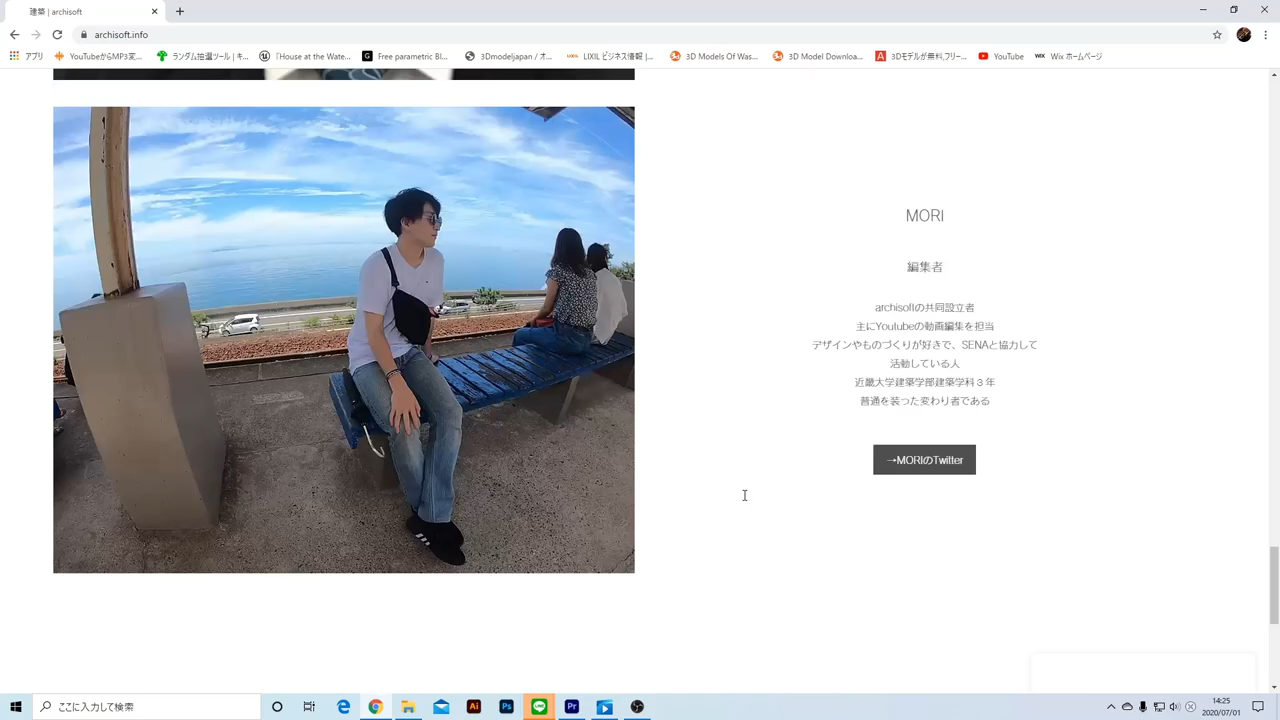 建築 | archisoft
archisoft.info
アプリ
YouTubeからMP3変...
ランダム抽選ツール | キ...
「House at the Wate...
Free parametric Bl...
3Dmodeljapan / オ...
LIXIL ビジネス情報 |...
3D Models Of Was...
3D Model Downloa...
3Dモデルが無料,フリー...
YouTube
WIX
Wix ホームページ
MORI
編集者
archisoftの共同設立者
主にYoutubeの動画編集を担当
デザインやものづくりが好きで、SENAと協力して
活動している人
近畿大学建築学部建築学科３年
普通を装った変わり者である
→MORIのTwitter
ここに入力して検索
Ai
Ps
LINE
Pr
14:25
2020/07/01